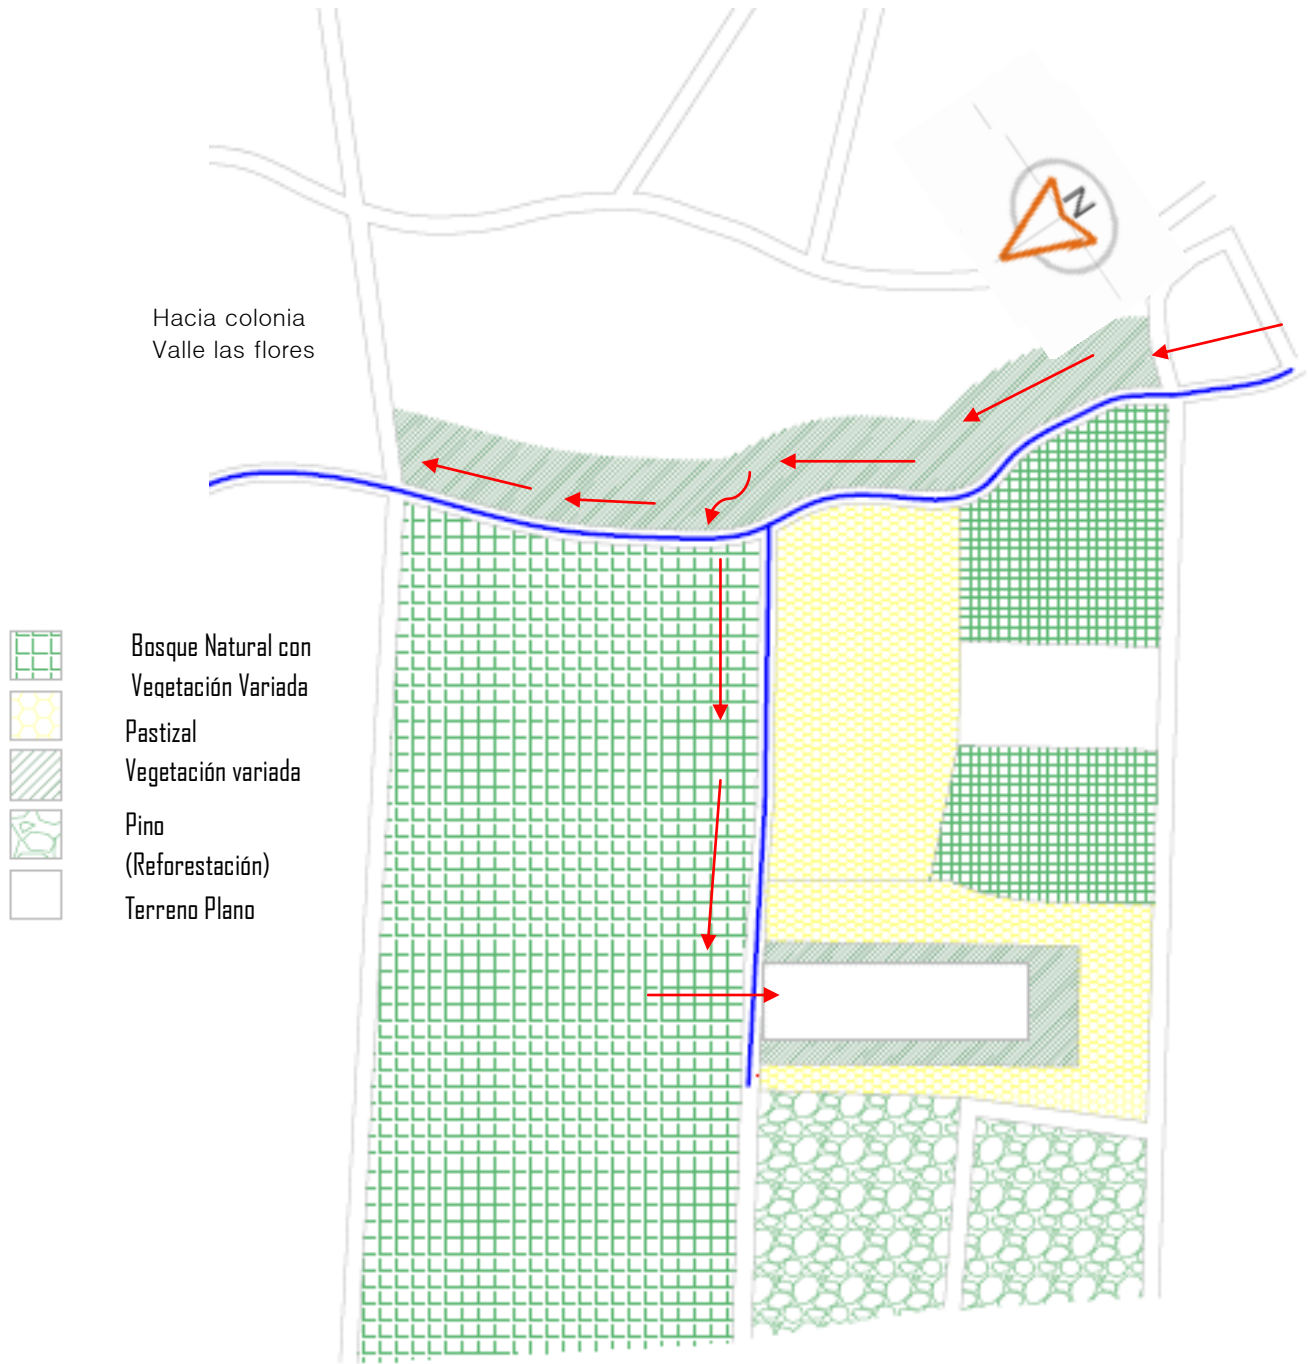 N
Hacia colonia
Valle las flores
Bosque Natural con
Vegetación Variada
Pastizal
Vegetación variada
Pino
(Reforestación)
Terreno Plano